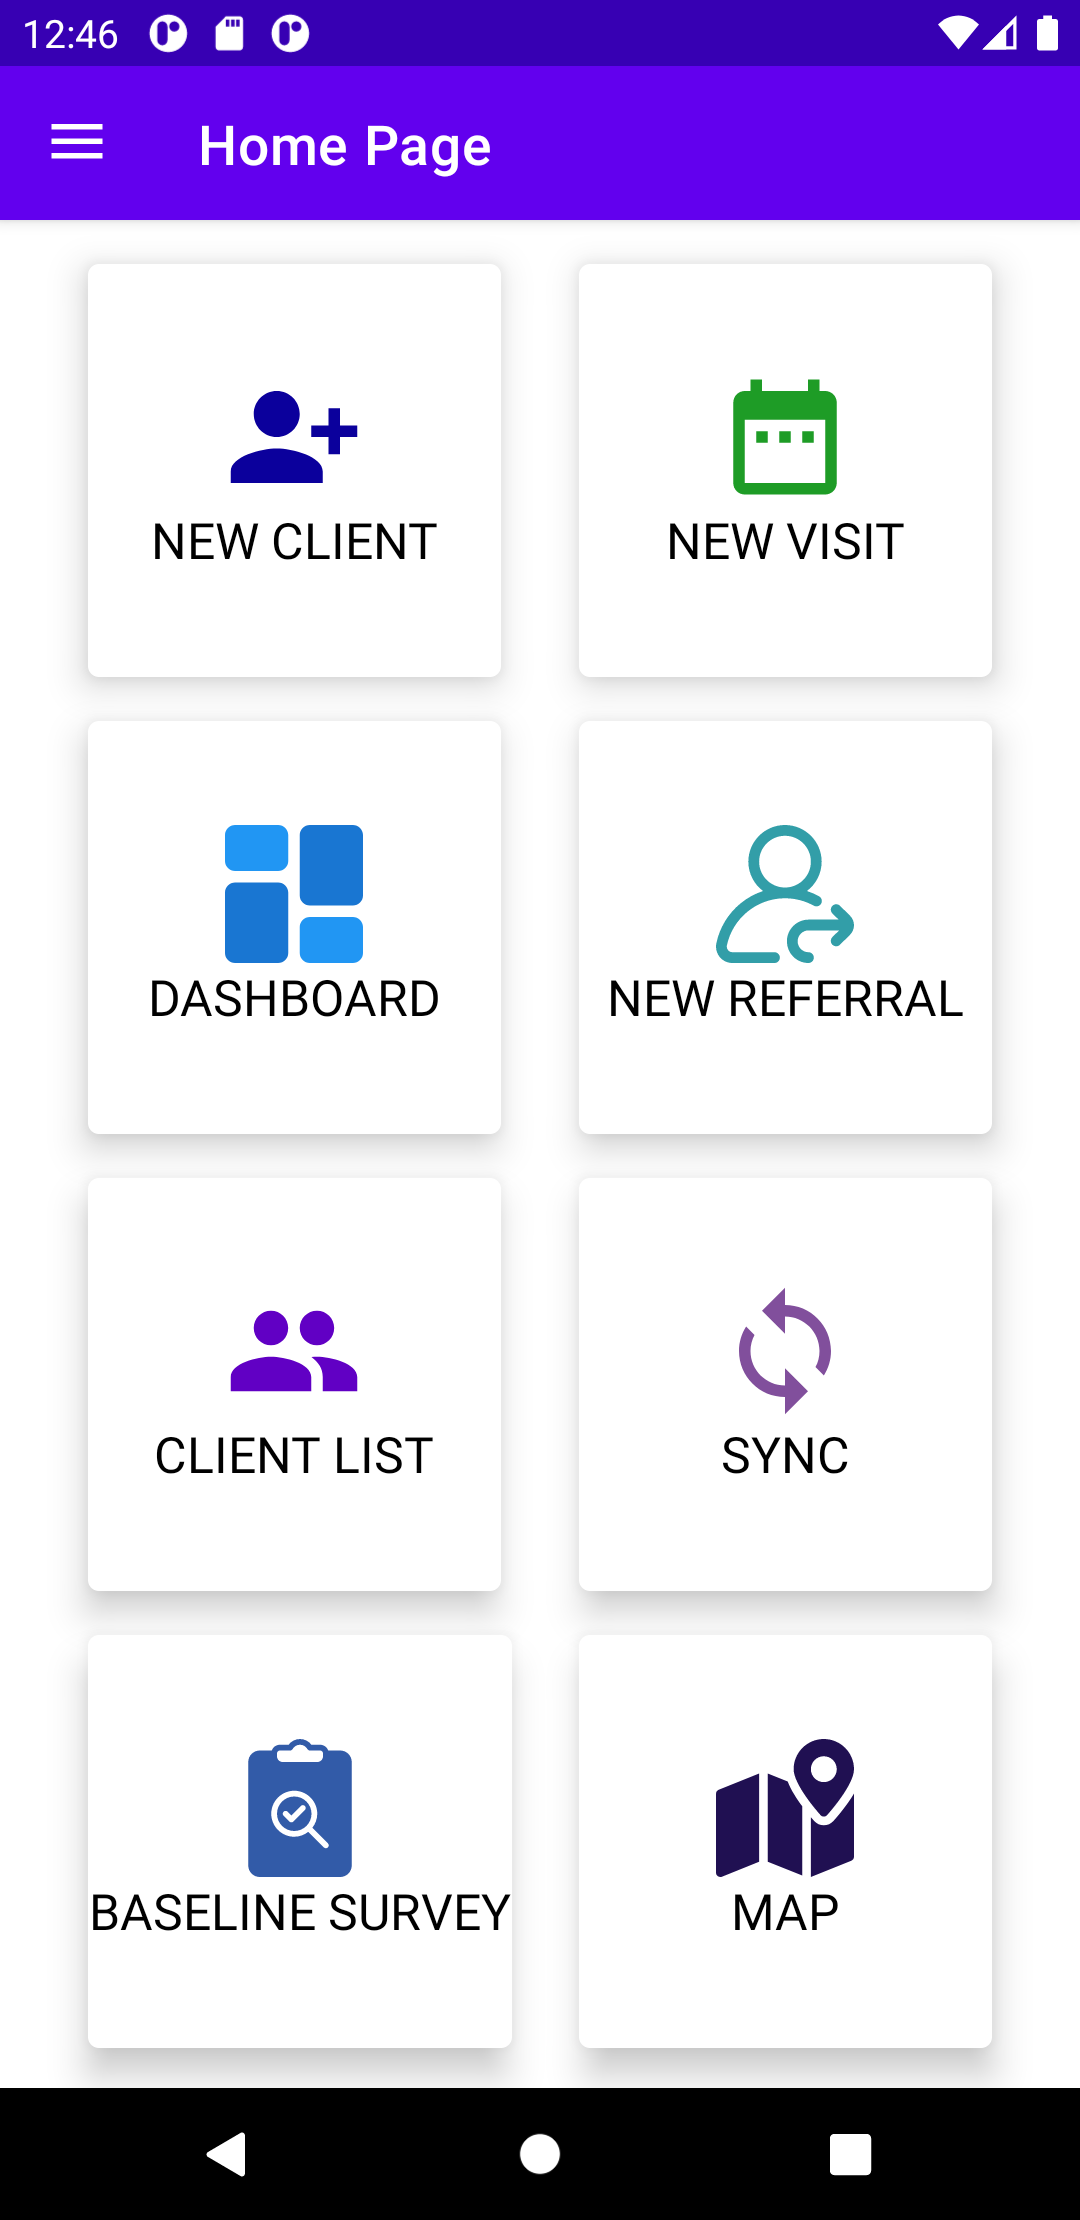 12:46
Home Page
NEW CLIENT
NEW VISIT
DASHBOARD
NEW REFERRAL
CLIENT LIST
SYNC
BASELINE SURVEY
MAP